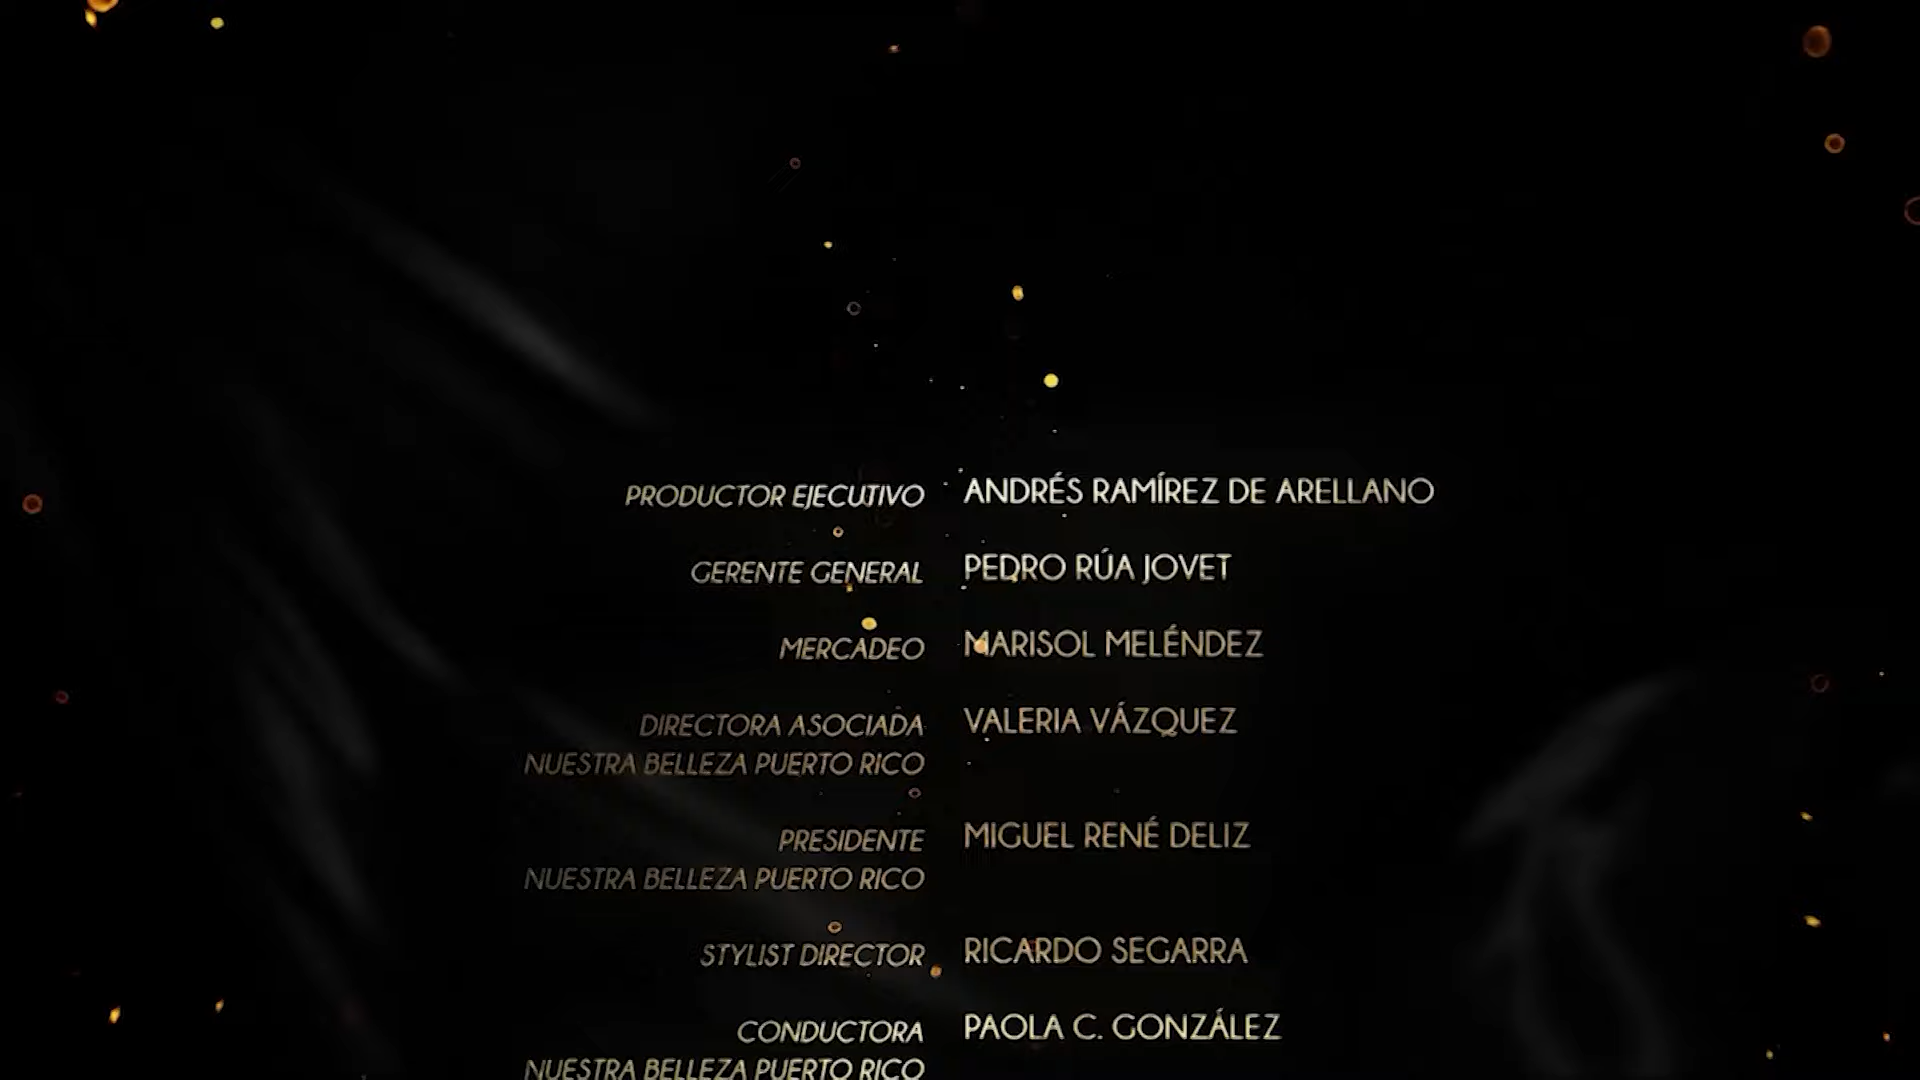 PRODUCTOR EJECUTIVO ANDRÉS RAMÍREZ DE ARELLANO
GERENTE GENERAL PEDRO RÚA JOVET
MERCADEO MARISOL MELÉNDEZ
DIRECTORA ASOCIADA VALERIA VÁZQUEZ
NUESTRA BELLEZA PUERTO RICO
PRESIDENTE MIGUEL RENÉ DELIZ
NUESTRA BELLEZA PUERTO RICO
STYLIST DIRECTOR RICARDO SEGARRA
CONDUCTORA PAOLA C. GONZÁLEZ
NUESTRA BELLEZA PUERTO RICO